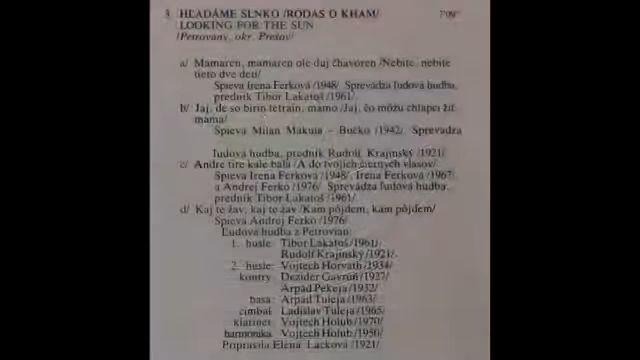 3 HĽADÁME SLNKO /RODAS O KHAM/ 7'09"
LOOKING FOR THE SUN
/Petrovany, okr. Prešov/
a/ Mamaren, mamaren ole duj čhavoren /Nebite, nebite
tieto dve deti/
Spieva Irena Ferková /1948/ Sprevádza ľudová hudba,
predník Tibor Lakatoš /1961/.
b/ Jaj, de so birin tetrain, mamo /Jaj, čo môžu chlapci žiť
mama/
Spieva Milan Makula – Bučko /1942/ Sprevádza
ľudová hudba, predník Rudolf Krajinský /1921/
c/ Andre tire kale bala /A do tvojich čiernych vlasov/
Spieva Irena Ferková /1948/, Irena Ferková /1967/
a Andrej Ferko /1976/ Sprevádza ľudová hudba,
predník Tibor Lakatoš /1961/.
d/ Kaj te žav, kaj te žav /Kam pôjdem, kam pôjdem/
Spieva Andrej Ferko /1976/
Ľudová hudba z Petrovian:
1. husle: Tibor Lakatoš /1961/
Rudolf Krajinský /1921/
2. husle: Vojtech Horváth /1934/
kontry: Dezider Gavrun /1927/
Arpád Pekeja /1932/
basa: Arpád Tuleja /1963/
cimbal: Ladislav Tuleja /1965/
klarinet: Vojtech Holub /1970/
harmonika: Vojtech Holub /1950/
Pripravila Elena Lacková /1921/